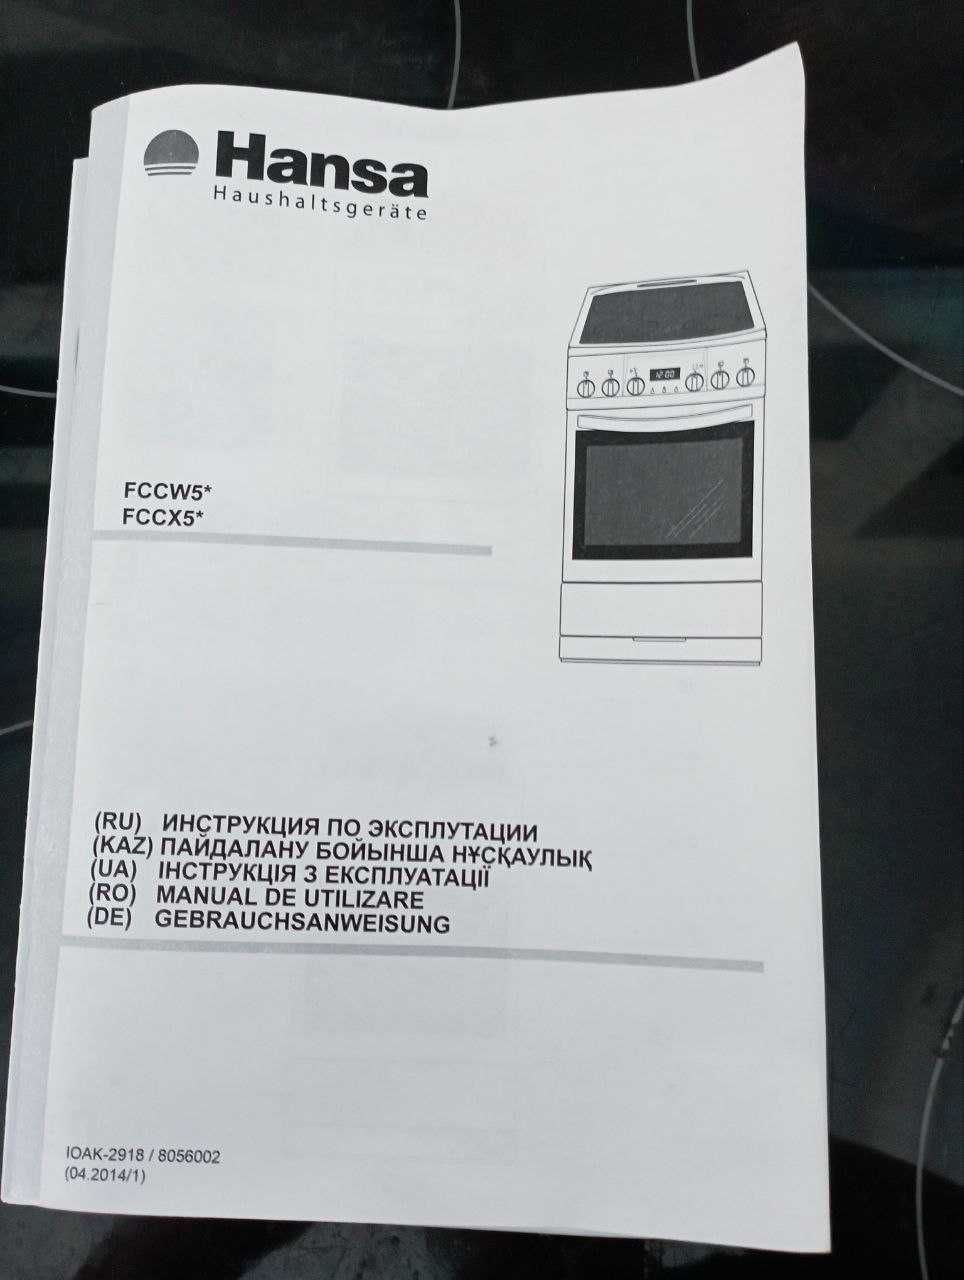 Hansa
Haushaltsgeräte
12 00
FCCW5*
FCCX5*
(RU) ИНСТРУКЦИЯ ПО ЭКСПЛУТАЦИИ
(KAZ) ПАЙДАЛАНУ БОЙЫНША НҰСҚАУЛЫҚ
(UA) ІНСТРУКЦІЯ З ЕКСПЛУАТАЦІЇ
(RO) MANUAL DE UTILIZARE
(DE) GEBRAUCHSANWEISUNG
IOAK-2918 / 8056002
(04.2014/1)